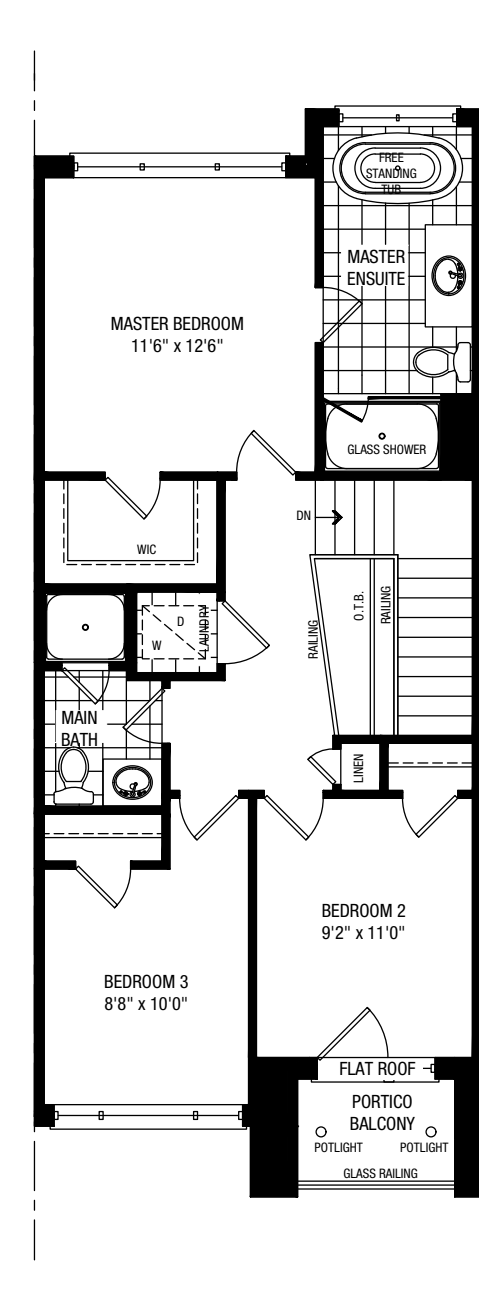 FREE
STANDING
TUB
MASTER
ENSUITE
MASTER BEDROOM
11'6" x 12'6"
GLASS SHOWER
DN
WIC
O.T.B.
RAILING
RAILING
D
W
LAUNDRY
MAIN
BATH
LINEN
BEDROOM 2
9'2" x 11'0"
BEDROOM 3
8'8" x 10'0"
FLAT ROOF
PORTICO
BALCONY
POTLIGHT
POTLIGHT
GLASS RAILING